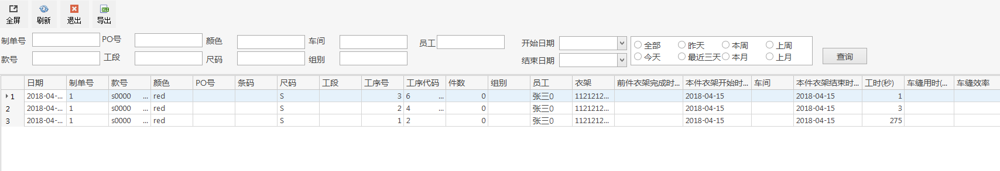 全屏 刷新 退出 导出
制单号 PO号 颜色 车间 员工 开始日期 全部 昨天 本周 上周
款号 工段 尺码 组别 结束日期 今天 最近三天 本月 上月 查询
日期 制单号 款号 颜色 PO号 条码 尺码 工段 工序号 工序代码 件数 组别 员工 衣架 前件衣架完成时... 本件衣架开始时... 车间 本件衣架结束时... 工时(秒) 车缝用时(... 车缝效率
1 2018-04-... 1 s0000 ... red S 3 6 ... 0 张三0 1121212... 2018-04-15 2018-04-15 1
2 2018-04-... 1 s0000 ... red S 2 4 ... 0 张三0 1121212... 2018-04-15 2018-04-15 3
3 2018-04-... 1 s0000 ... red S 1 2 0 张三0 1121212... 2018-04-15 2018-04-15 275